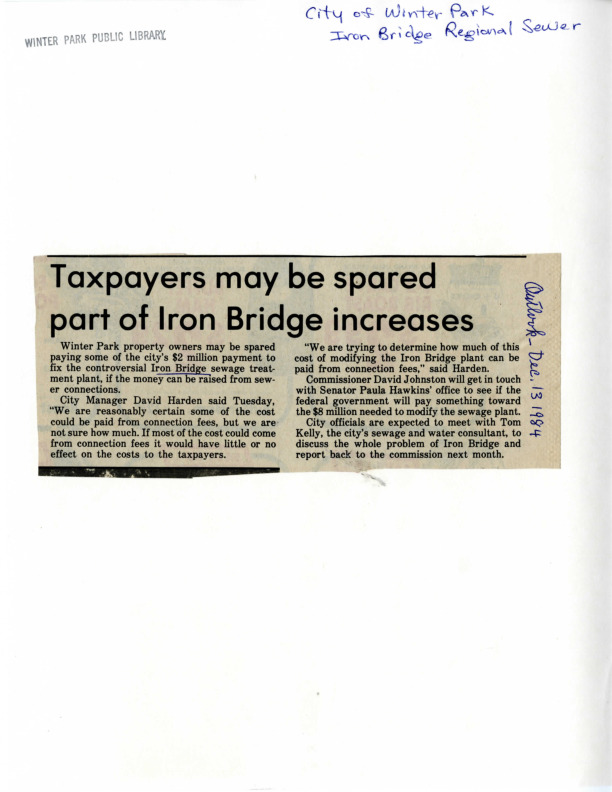 City of Winter Park
Iron Bridge Regional Sewer
WINTER PARK PUBLIC LIBRARY
Taxpayers may be spared
part of Iron Bridge increases
Winter Park property owners may be spared
paying some of the city's $2 million payment to
fix the controversial Iron Bridge sewage treat-
ment plant, if the money can be raised from sew-
er connections.
City Manager David Harden said Tuesday,
"We are reasonably certain some of the cost
could be paid from connection fees, but we are
not sure how much. If most of the cost could come
from connection fees it would have little or no
effect on the costs to the taxpayers.
"We are trying to determine how much of this
cost of modifying the Iron Bridge plant can be
paid from connection fees," said Harden.
Commissioner David Johnston will get in touch
with Senator Paula Hawkins' office to see if the
federal government will pay something toward
the $8 million needed to modify the sewage plant.
City officials are expected to meet with Tom
Kelly, the city's sewage and water consultant, to
discuss the whole problem of Iron Bridge and
report back to the commission next month.
Outlook - Dec. 13 1984